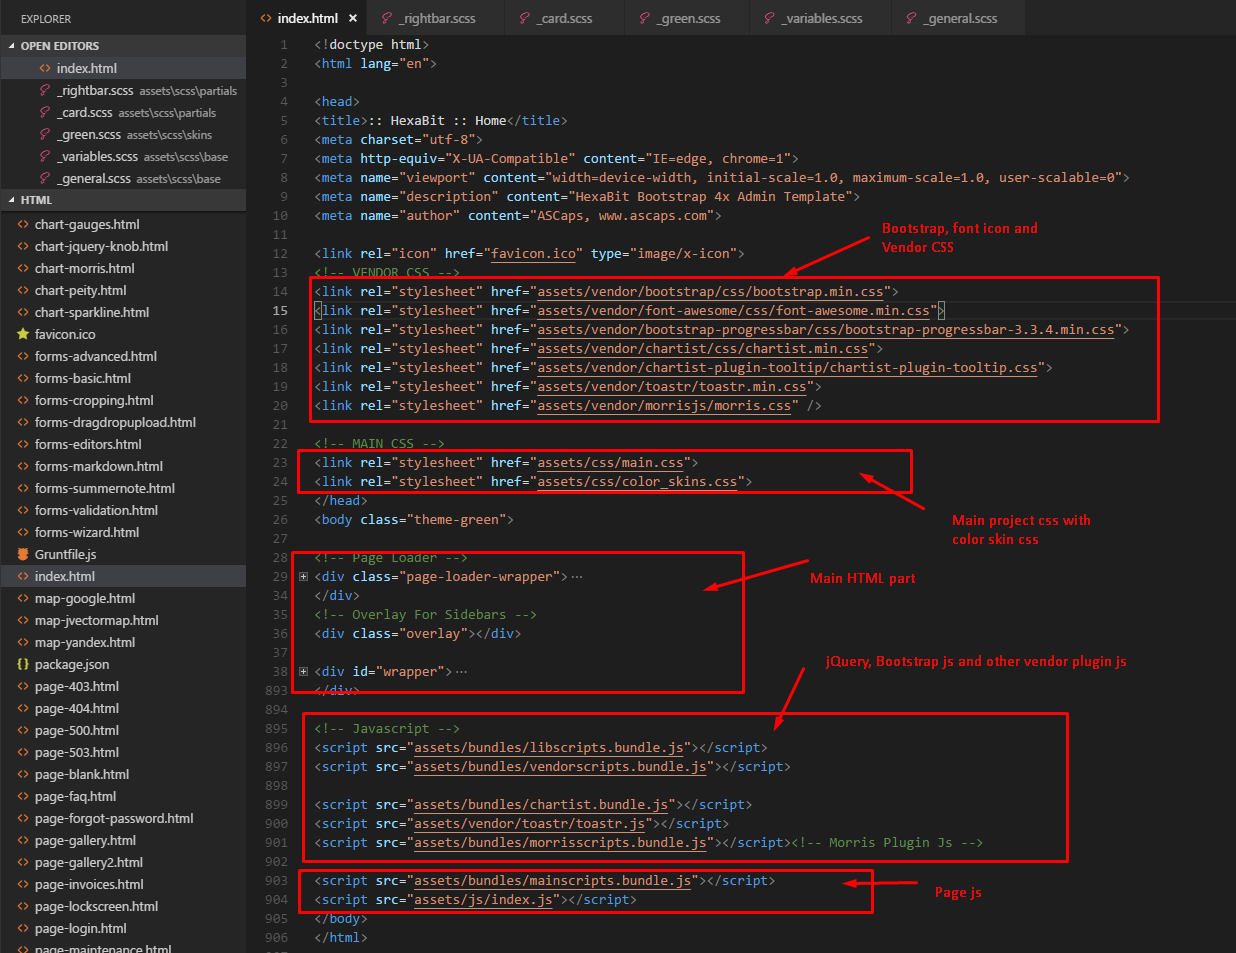 EXPLORER
OPEN EDITORS
index.html
_rightbar.scss assets\scss\partials
_card.scss assets\scss\partials
_green.scss assets\scss\skins
_variables.scss assets\scss\base
_general.scss assets\scss\base
HTML
chart-gauges.html
chart-jquery-knob.html
chart-morris.html
chart-peity.html
chart-sparkline.html
favicon.ico
forms-advanced.html
forms-basic.html
forms-cropping.html
forms-dragdropupload.html
forms-editors.html
forms-markdown.html
forms-summernote.html
forms-validation.html
forms-wizard.html
Gruntfile.js
index.html
map-google.html
map-jvectormap.html
map-yandex.html
package.json
page-403.html
page-404.html
page-500.html
page-503.html
page-blank.html
page-faq.html
page-forgot-password.html
page-gallery.html
page-gallery2.html
page-invoices.html
page-lockscreen.html
page-login.html
page-maintenance.html
index.html × _rightbar.scss _card.scss _green.scss _variables.scss _general.scss
1 <!doctype html>
2 <html lang="en">
3
4 <head>
5 <title>:: HexaBit :: Home</title>
6 <meta charset="utf-8">
7 <meta http-equiv="X-UA-Compatible" content="IE=edge, chrome=1">
8 <meta name="viewport" content="width=device-width, initial-scale=1.0, maximum-scale=1.0, user-scalable=0">
9 <meta name="description" content="HexaBit Bootstrap 4x Admin Template">
10 <meta name="author" content="ASCaps, www.ascaps.com">
11
Bootstrap, font icon and
Vendor CSS
12 <link rel="icon" href="favicon.ico" type="image/x-icon">
13 <!-- VENDOR CSS -->
14 <link rel="stylesheet" href="assets/vendor/bootstrap/css/bootstrap.min.css">
15 <link rel="stylesheet" href="assets/vendor/font-awesome/css/font-awesome.min.css">
16 <link rel="stylesheet" href="assets/vendor/bootstrap-progressbar/css/bootstrap-progressbar-3.3.4.min.css">
17 <link rel="stylesheet" href="assets/vendor/chartist/css/chartist.min.css">
18 <link rel="stylesheet" href="assets/vendor/chartist-plugin-tooltip/chartist-plugin-tooltip.css">
19 <link rel="stylesheet" href="assets/vendor/toastr/toastr.min.css">
20 <link rel="stylesheet" href="assets/vendor/morrisjs/morris.css" />
21
22 <!-- MAIN CSS -->
23 <link rel="stylesheet" href="assets/css/main.css">
24 <link rel="stylesheet" href="assets/css/color_skins.css">
25 </head>
26 <body class="theme-green">
Main project css with
color skin css
27
28 <!-- Page Loader -->
29 <div class="page-loader-wrapper">···
Main HTML part
34 </div>
35 <!-- Overlay For Sidebars -->
36 <div class="overlay"></div>
37
38 <div id="wrapper">···
jQuery, Bootstrap js and other vendor plugin js
893 </div>
894
895 <!-- Javascript -->
896 <script src="assets/bundles/libscripts.bundle.js"></script>
897 <script src="assets/bundles/vendorscripts.bundle.js"></script>
898
899 <script src="assets/bundles/chartist.bundle.js"></script>
900 <script src="assets/vendor/toastr/toastr.js"></script>
901 <script src="assets/bundles/morrisscripts.bundle.js"></script><!-- Morris Plugin Js -->
902
903 <script src="assets/bundles/mainscripts.bundle.js"></script>
904 <script src="assets/js/index.js"></script>
Page js
905 </body>
906 </html>